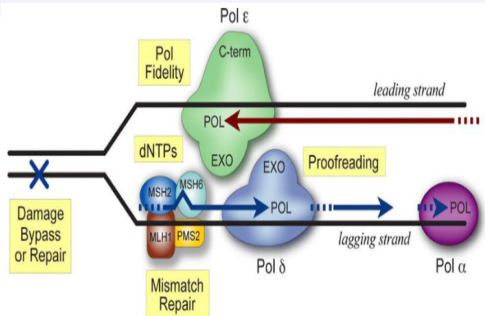 Pol ε
C-term
Pol
Fidelity
leading strand
POL
dNTPs
EXO
MSH2
MSH6
EXO
Proofreading
POL
POL
Damage
Bypass
or Repair
MLH1
PMS2
lagging strand
Pol δ
Pol α
Mismatch
Repair